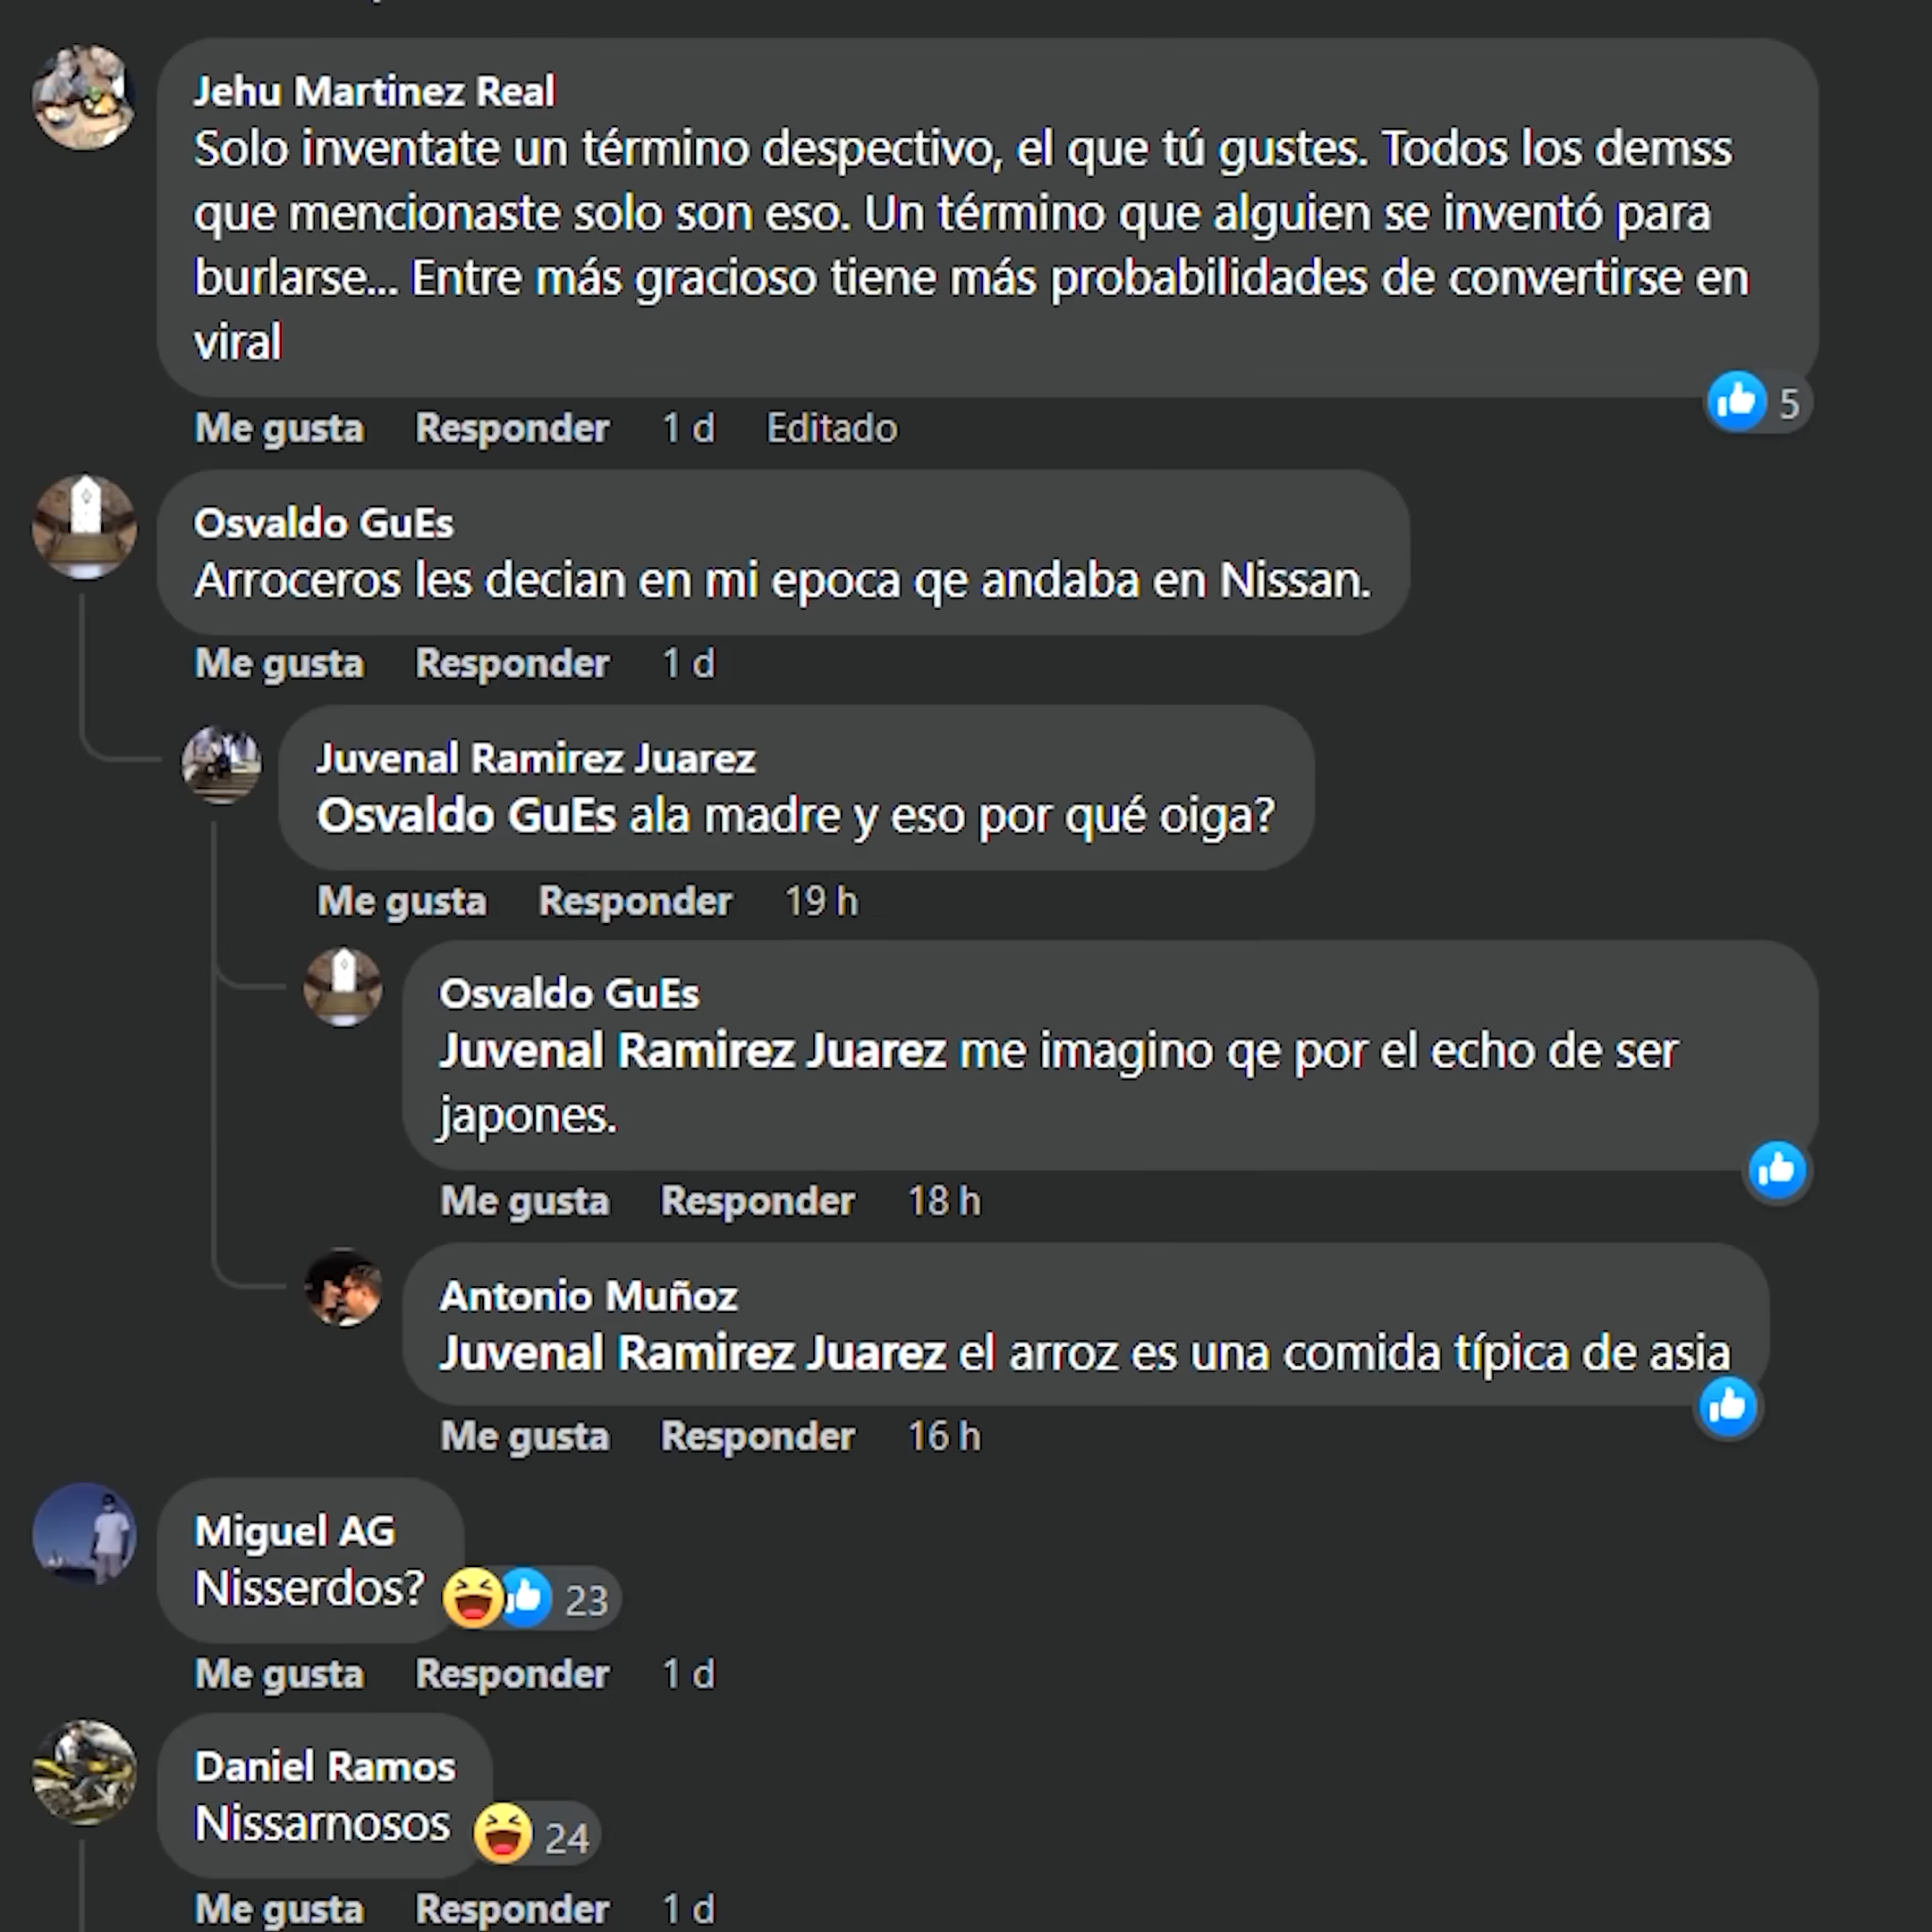 Jehu Martinez Real
Solo inventate un término despectivo, el que tú gustes. Todos los demss
que mencionaste solo son eso. Un término que alguien se inventó para
burlarse... Entre más gracioso tiene más probabilidades de convertirse en
viral
5
Me gusta Responder 1 d Editado
Osvaldo GuEs
Arroceros les decian en mi epoca qe andaba en Nissan.
Me gusta Responder 1 d
Juvenal Ramirez Juarez
Osvaldo GuEs ala madre y eso por qué oiga?
Me gusta Responder 19 h
Osvaldo GuEs
Juvenal Ramirez Juarez me imagino qe por el echo de ser
japones.
Me gusta Responder 18 h
Antonio Muñoz
Juvenal Ramirez Juarez el arroz es una comida típica de asia
Me gusta Responder 16 h
Miguel AG
Nisserdos? 23
Me gusta Responder 1 d
Daniel Ramos
Nissarnosos 24
Me gusta Responder 1 d